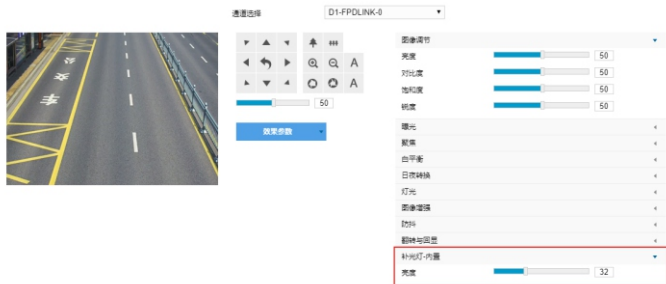 通道选择 D1-FPDLINK-0
公
交
车
A
A
50
效果参数
图像调节
亮度 50
对比度 50
饱和度 50
锐度 50
曝光
聚焦
白平衡
日夜转换
灯光
图像增强
防抖
翻转与回显
补光灯-内置
亮度 32